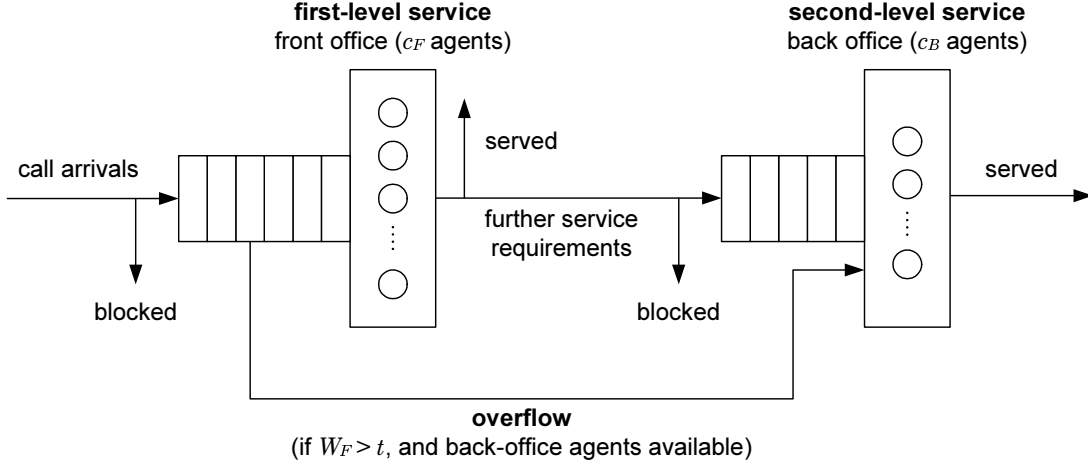 first-level service
front office (cF agents)
second-level service
back office (cB agents)
call arrivals
served
served
further service
requirements
blocked
blocked
overflow
(if WF > t, and back-office agents available)